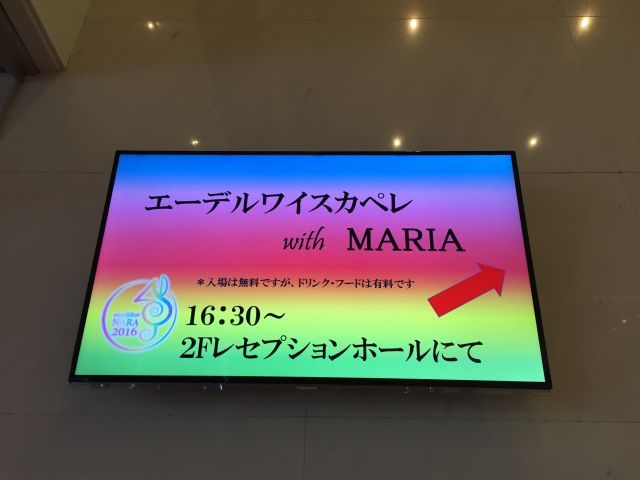 エーデルワイスカペレ
with MARIA
*入場は無料ですが、ドリンク・フードは有料です
16:30~
2Fレセプションホールにて
musikfest
NARA
2016
Panasonic